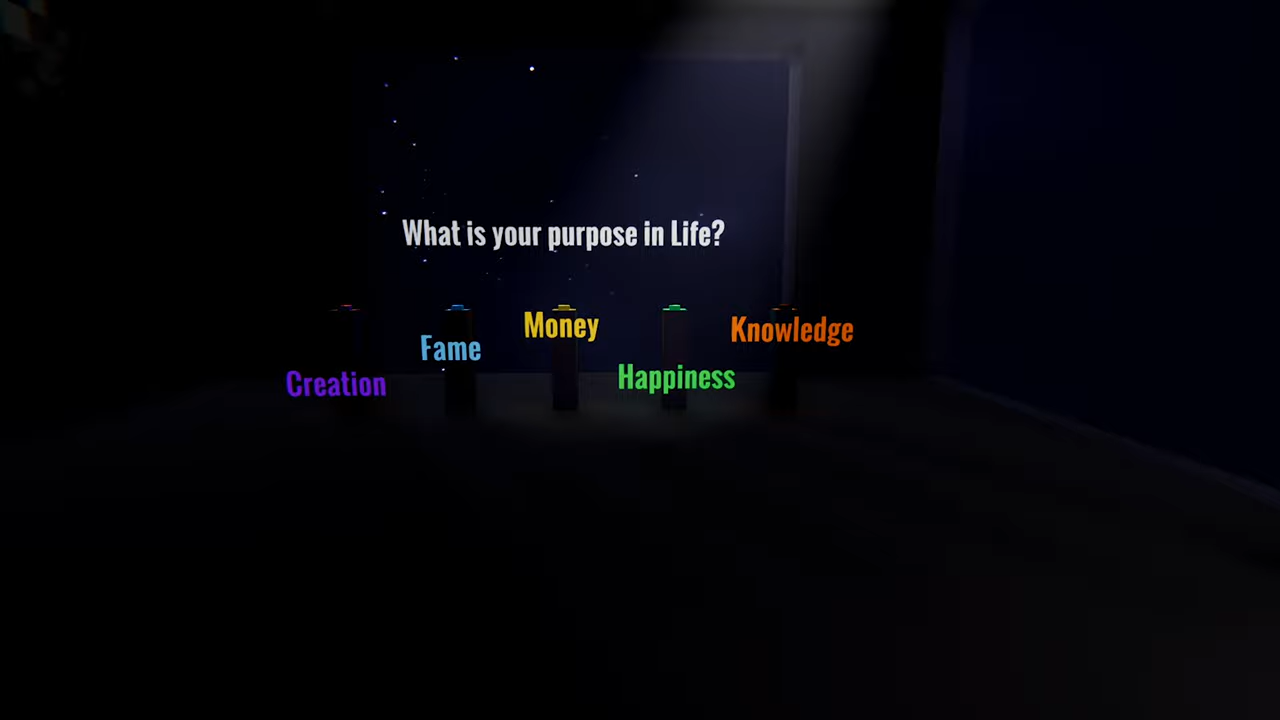 What is your purpose in Life?
Creation
Fame
Money
Happiness
Knowledge